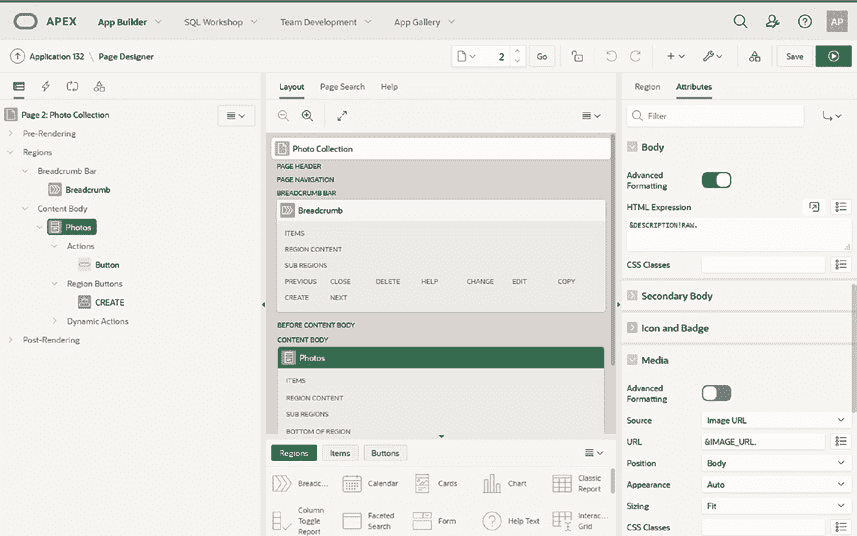 APEX App Builder SQL Workshop Team Development App Gallery AP
Application 132 \ Page Designer 2 Go Save
Layout Page Search Help
Region Attributes
Page 2: Photo Collection
Filter
Pre-Rendering
Regions
Breadcrumb Bar
Breadcrumb
Content Body
Photos
Actions
Button
Region Buttons
CREATE
Dynamic Actions
Post-Rendering
Photo Collection
PAGE HEADER
PAGE NAVIGATION
BREADCRUMB BAR
Breadcrumb
ITEMS
REGION CONTENT
SUB REGIONS
PREVIOUS CLOSE DELETE HELP CHANGE EDIT COPY
CREATE NEXT
BEFORE CONTENT BODY
CONTENT BODY
Photos
ITEMS
REGION CONTENT
SUB REGIONS
BOTTOM OF REGION
Regions Items Buttons
Breadc... Calendar Cards Chart Classic
Report
Column
Toggle
Report
Faceted
Search
Form
Help Text
Interac...
Grid
Body
Advanced
Formatting
HTML Expression
&DESCRIPTION!RAW.
CSS Classes
Secondary Body
Icon and Badge
Media
Advanced
Formatting
Source Image URL
URL &IMAGE_URL.
Position Body
Appearance Auto
Sizing Fit
CSS Classes